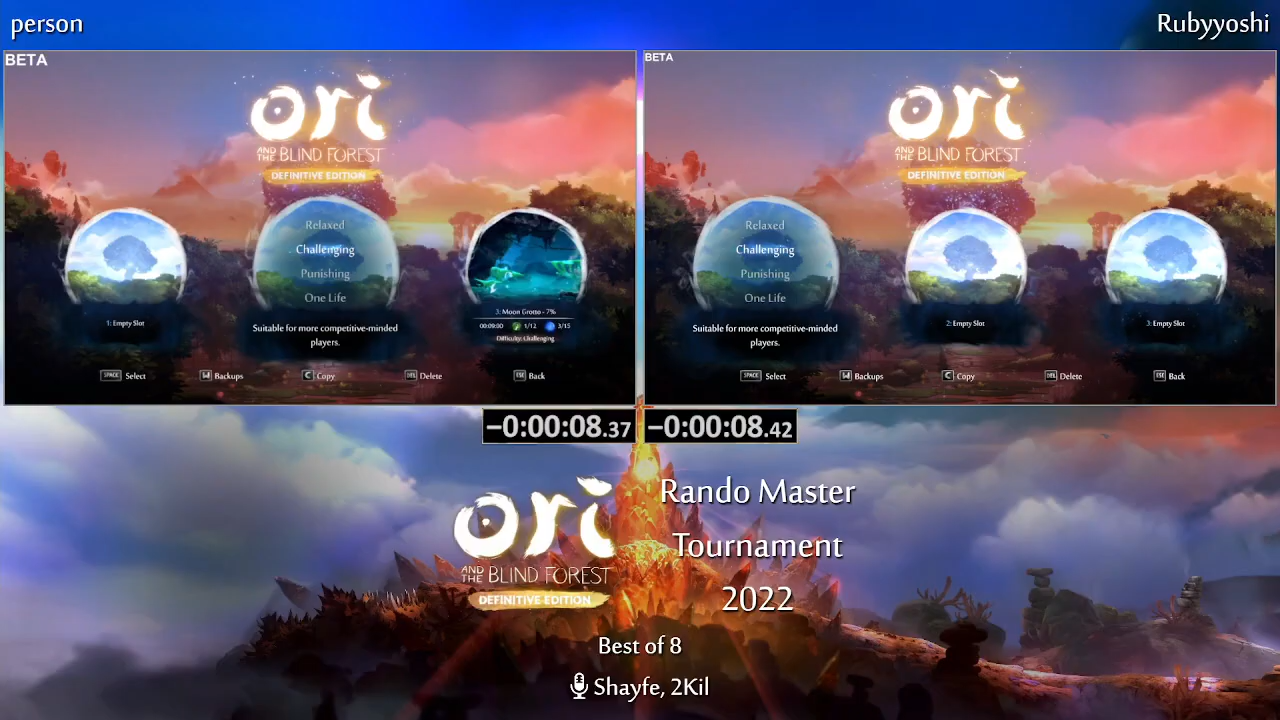 person
Rubyyoshi
BETA
ori
AND THE BLIND FOREST
DEFINITIVE EDITION
Relaxed
Challenging
Punishing
One Life
1: Empty Slot
Suitable for more competitive-minded
players.
3: Moon Grotto - 7%
00:09:00 1/12 3/15
Difficulty: Challenging
SPACE Select
W Backups
C Copy
DEL Delete
ESC Back
BETA
ori
AND THE BLIND FOREST
DEFINITIVE EDITION
Relaxed
Challenging
Punishing
One Life
Suitable for more competitive-minded
players.
2: Empty Slot
3: Empty Slot
SPACE Select
W Backups
C Copy
DEL Delete
ESC Back
−0:00:08.37
−0:00:08.42
ori
AND THE BLIND FOREST
DEFINITIVE EDITION
Rando Master
Tournament
2022
Best of 8
Shayfe, 2Kil